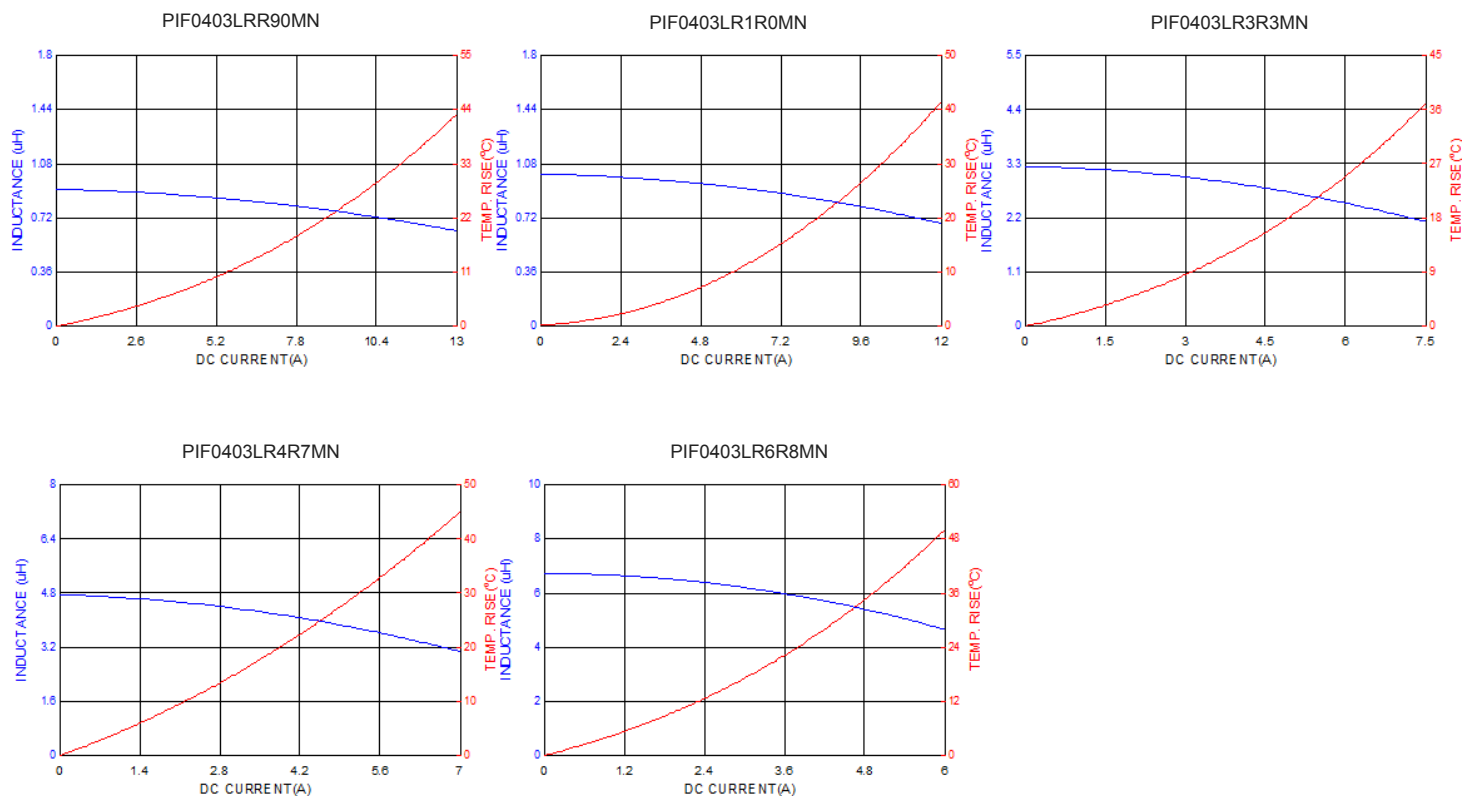 PIF0403LRR90MN
1.8
1.44
1.08
0.72
0.36
0
INDUCTANCE (uH)
55
44
33
22
11
0
TEMP. RISE(°C)
0 2.6 5.2 7.8 10.4 13
DC CURRENT(A)
PIF0403LR1R0MN
1.8
1.44
1.08
0.72
0.36
0
INDUCTANCE (uH)
50
40
30
20
10
0
TEMP. RISE(°C)
0 2.4 4.8 7.2 9.6 12
DC CURRENT(A)
PIF0403LR3R3MN
5.5
4.4
3.3
2.2
1.1
0
INDUCTANCE (uH)
45
36
27
18
9
0
TEMP. RISE(°C)
0 1.5 3 4.5 6 7.5
DC CURRENT(A)
PIF0403LR4R7MN
8
6.4
4.8
3.2
1.6
0
INDUCTANCE (uH)
50
40
30
20
10
0
TEMP. RISE(°C)
0 1.4 2.8 4.2 5.6 7
DC CURRENT(A)
PIF0403LR6R8MN
10
8
6
4
2
0
INDUCTANCE (uH)
60
48
36
24
12
0
TEMP. RISE(°C)
0 1.2 2.4 3.6 4.8 6
DC CURRENT(A)